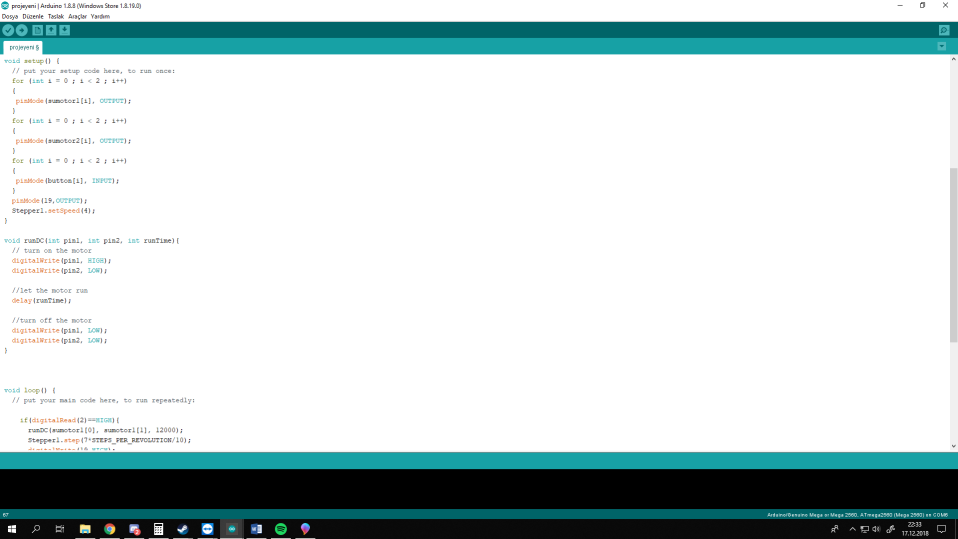 projeyeni | Arduino 1.8.8 (Windows Store 1.8.19.0)
Dosya Düzenle Taslak Araçlar Yardım
projeyeni §
void setup() {
// put your setup code here, to run once:
for (int i = 0 ; i < 2 ; i++)
{
pinMode(sumotor1[i], OUTPUT);
}
for (int i = 0 ; i < 2 ; i++)
{
pinMode(sumotor2[i], OUTPUT);
}
for (int i = 0 ; i < 2 ; i++)
{
pinMode(button[i], INPUT);
}
pinMode(19,OUTPUT);
Stepper1.setSpeed(4);
}
void runDC(int pin1, int pin2, int runTime){
// turn on the motor
digitalWrite(pin1, HIGH);
digitalWrite(pin2, LOW);
//let the motor run
delay(runTime);
//turn off the motor
digitalWrite(pin1, LOW);
digitalWrite(pin2, LOW);
}
void loop() {
// put your main code here, to run repeatedly:
if(digitalRead(2)==HIGH){
runDC(sumotor1[0], sumotor1[1], 12000);
Stepper1.step(7*STEPS_PER_REVOLUTION/10);
digitalWrite(19,HIGH);
67
Arduino/Genuino Mega or Mega 2560, ATmega2560 (Mega 2560) on COM6
22:33
17.12.2018